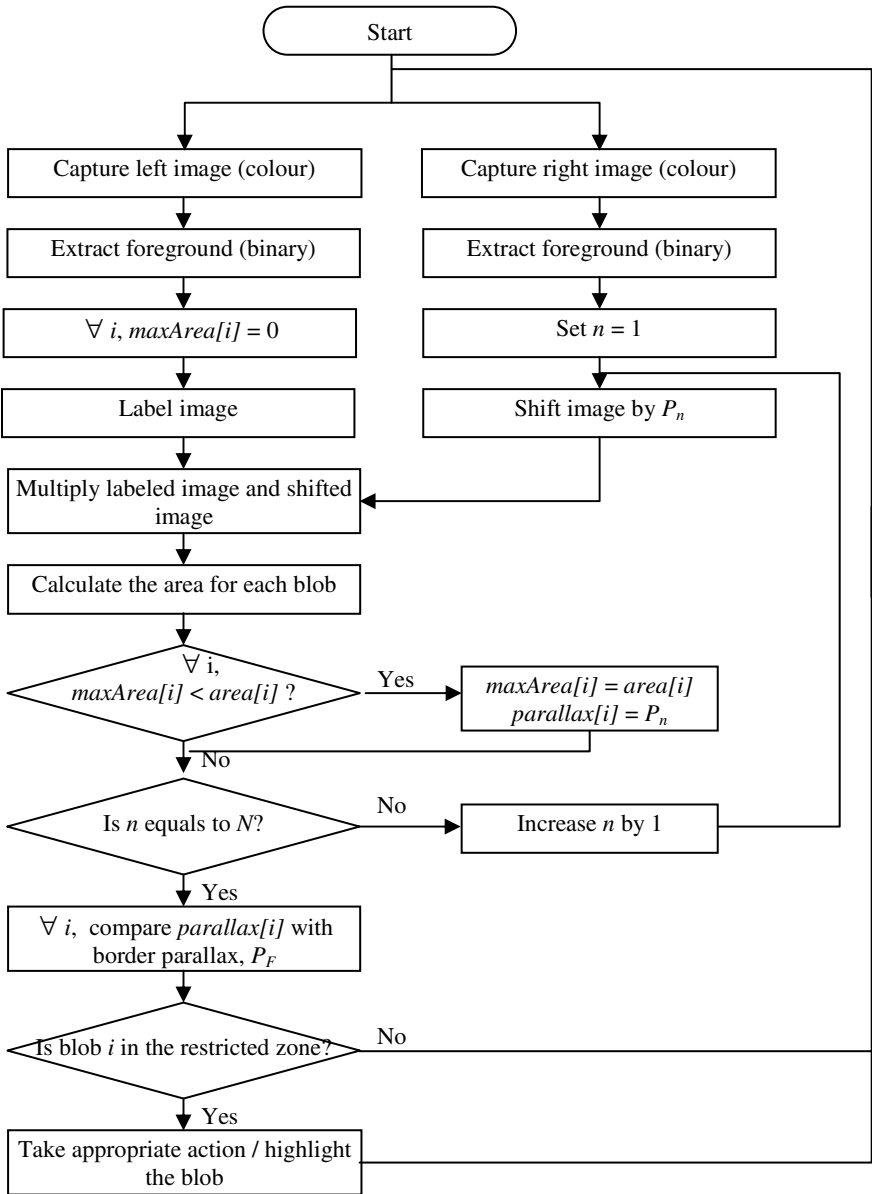 Start
Capture left image (colour)
Capture right image (colour)
Extract foreground (binary)
Extract foreground (binary)
∀ i, maxArea[i] = 0
Set n = 1
Label image
Shift image by Pₙ
Multiply labeled image and shifted
image
Calculate the area for each blob
∀ i,
maxArea[i] < area[i] ?
Yes
maxArea[i] = area[i]
parallax[i] = Pₙ
No
Is n equals to N?
No
Increase n by 1
Yes
∀ i, compare parallax[i] with
border parallax, P_F
Is blob i in the restricted zone?
No
Yes
Take appropriate action / highlight
the blob